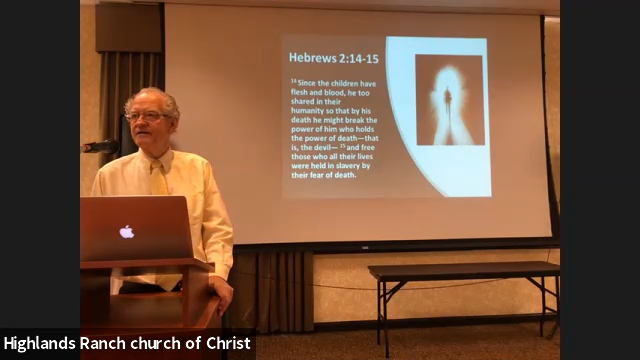 Hebrews 2:14-15
14 Since the children have
flesh and blood, he too
shared in their
humanity so that by his
death he might break the
power of him who holds
the power of death—that
is, the devil— 15 and free
those who all their lives
were held in slavery by
their fear of death.
Highlands Ranch church of Christ